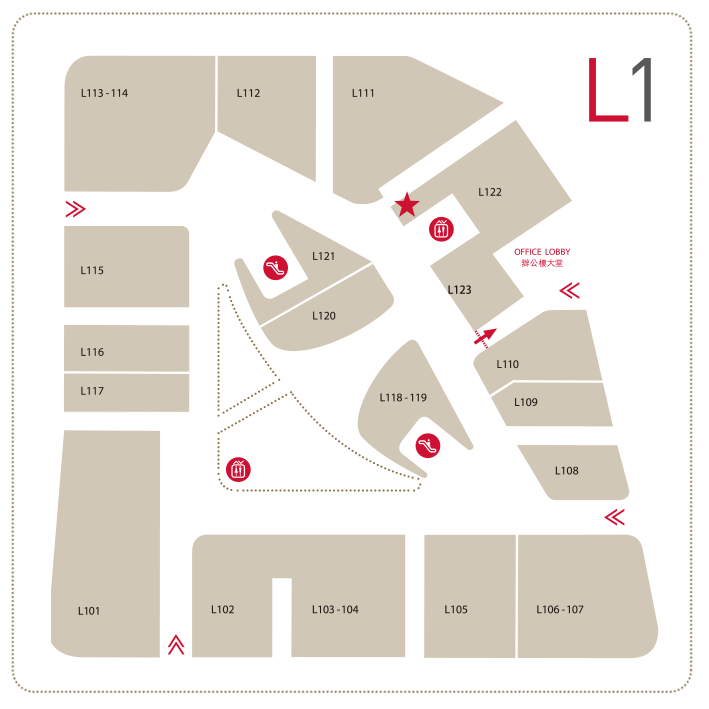 L1
L113 - 114
L112
L111
L122
L121
OFFICE LOBBY
辦公樓大堂
L115
L123
L120
L116
L110
L117
L118 - 119
L109
L108
L101
L102
L103 - 104
L105
L106 - 107